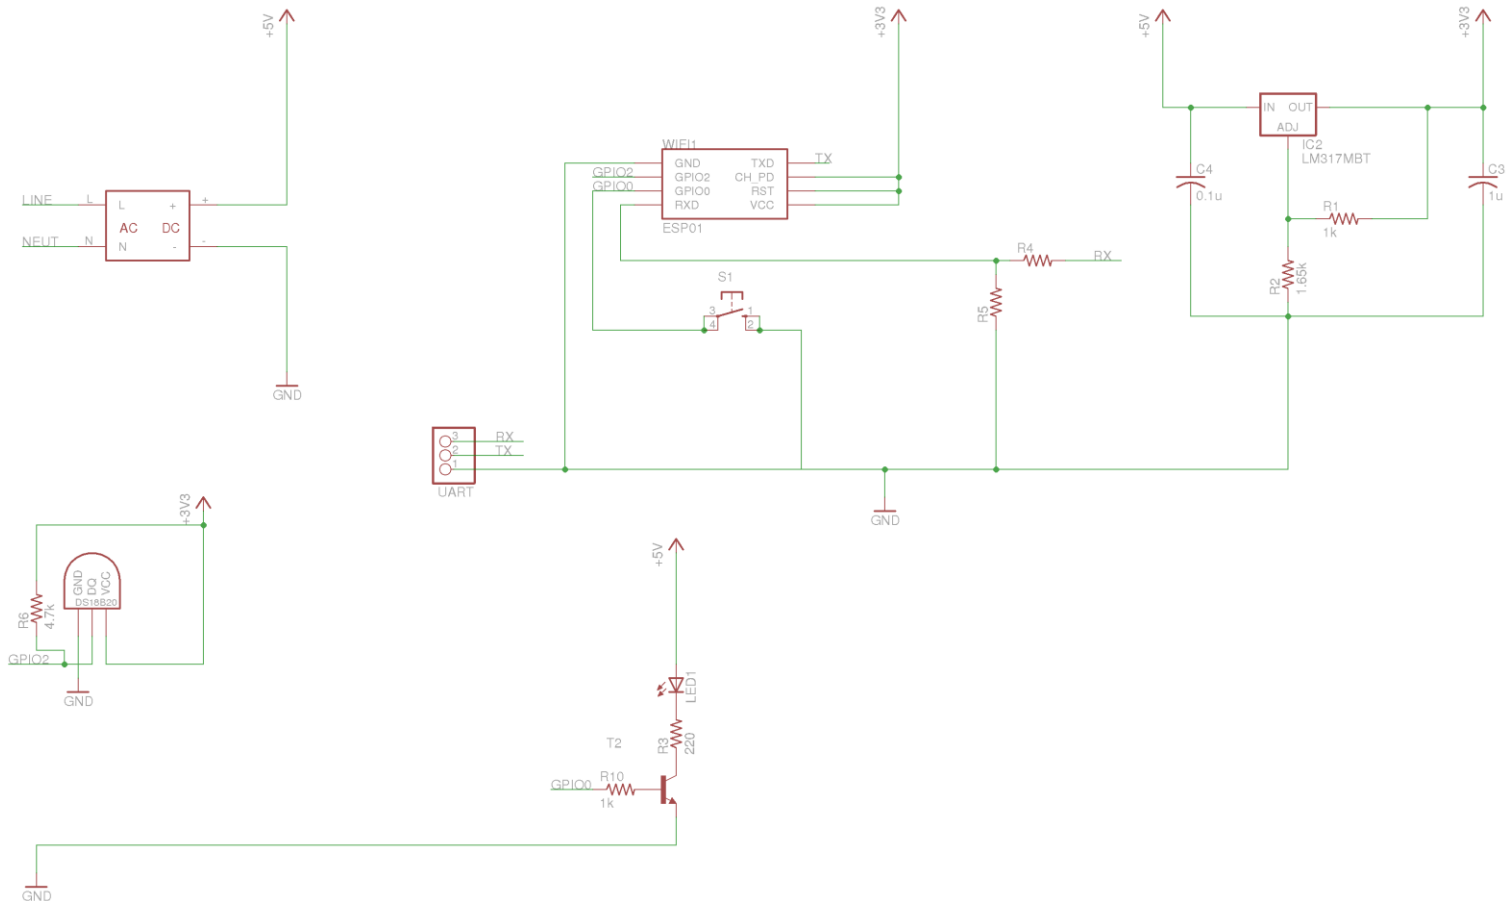 +5V
LINE
NEUT
L
N
L
N
AC
DC
+
-
+
-
GND
+3V3
WIFI1
GND
GPIO2
GPIO0
RXD
TXD
CH_PD
RST
VCC
ESP01
GPIO2
GPIO0
TX
R4
RX
R5
S1
3
4
1
2
3
2
1
RX
TX
UART
GND
+5V
+3V3
IN
OUT
ADJ
IC2
LM317MBT
C4
0.1u
C3
1u
R1
1k
R2
1.65k
+3V3
GND
DQ
VCC
DS18B20
R6
4.7k
GPIO2
GND
+5V
LED1
R3
220
T2
GPIO0
R10
1k
GND